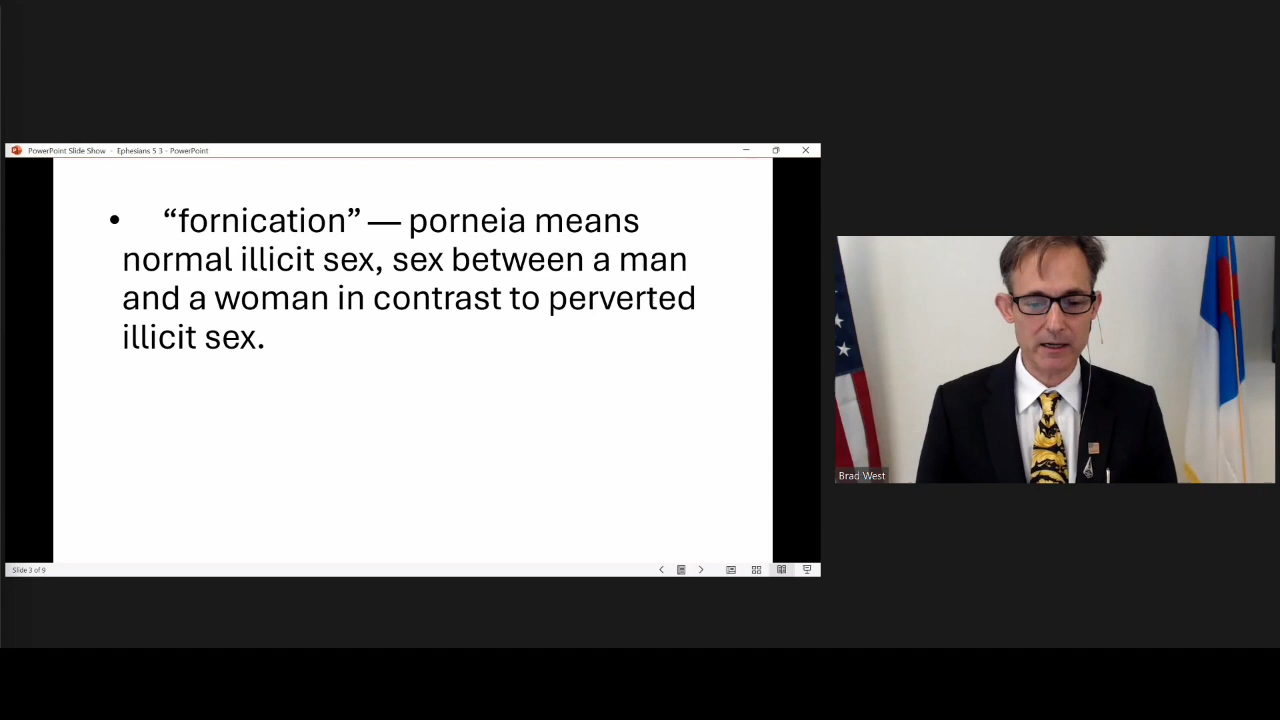 PowerPoint Slide Show - Ephesians 5 3 - PowerPoint
• “fornication” — porneia means
normal illicit sex, sex between a man
and a woman in contrast to perverted
illicit sex.
Brad West
Slide 3 of 9